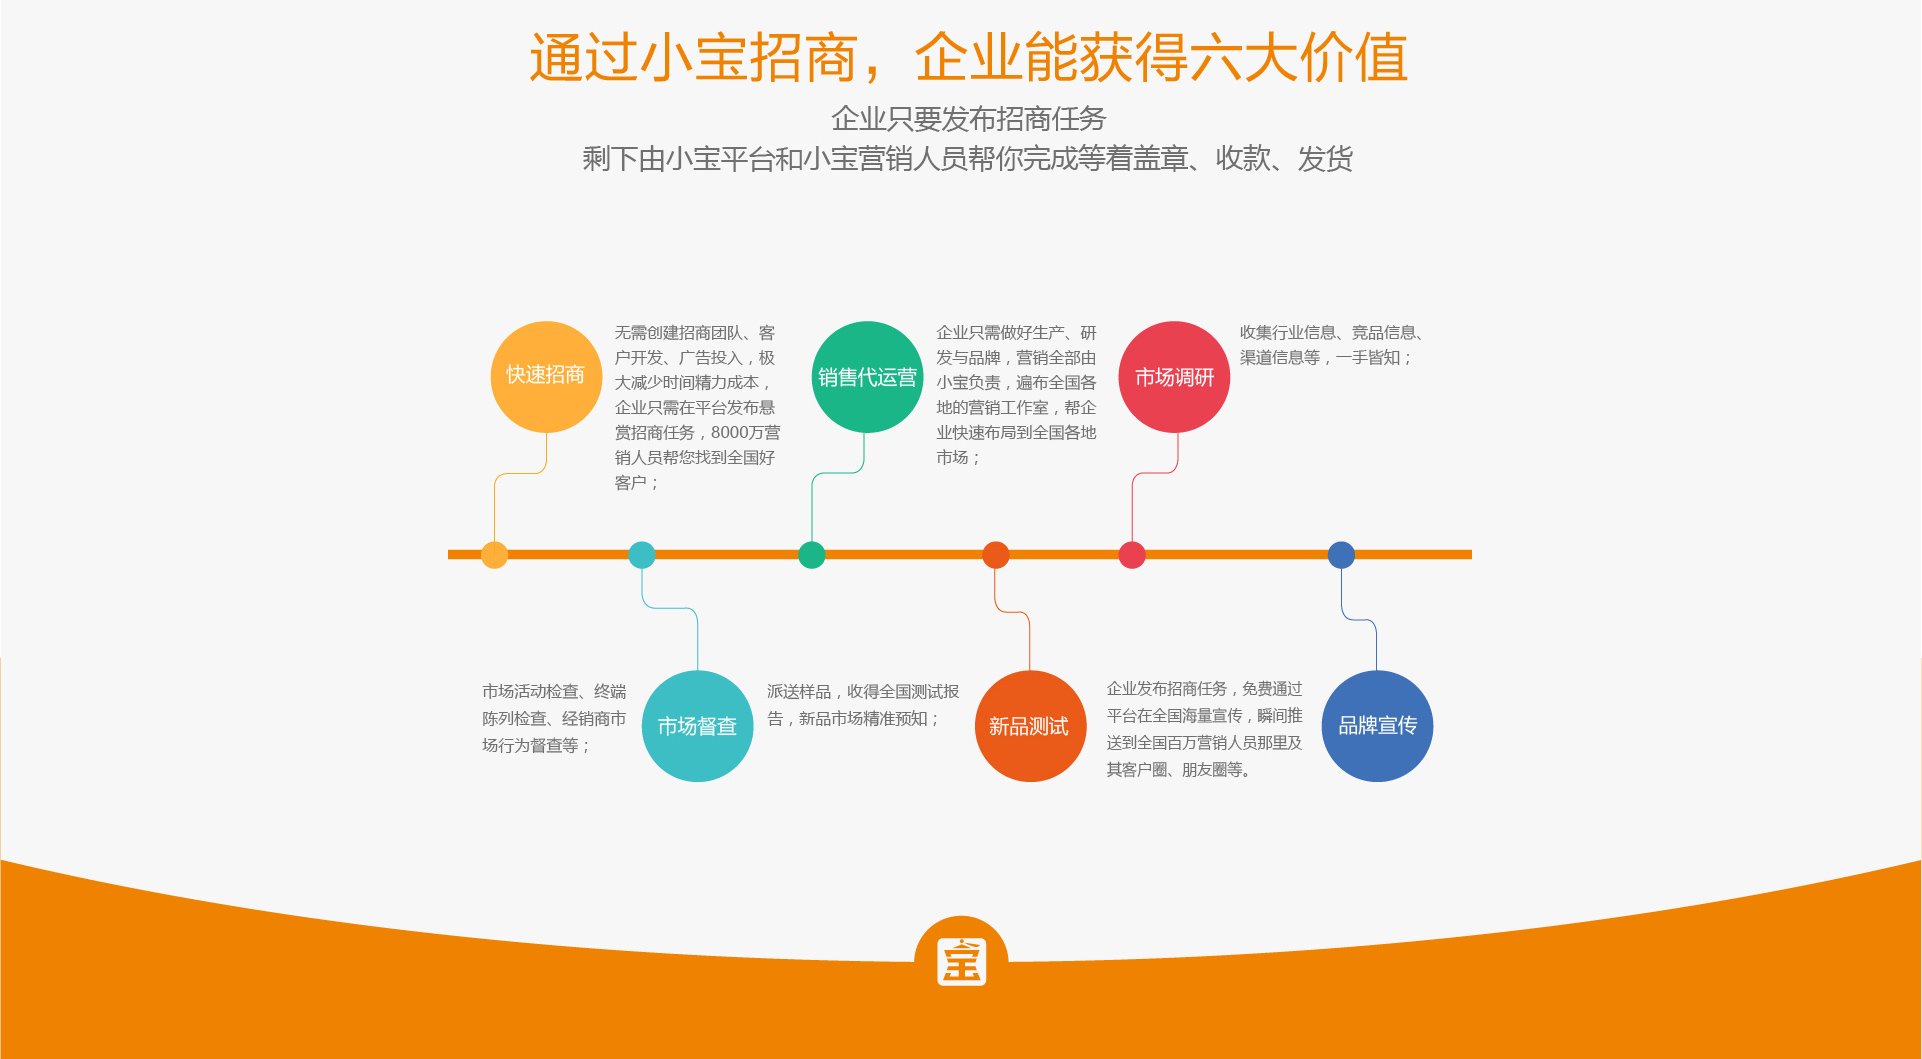 通过小宝招商，企业能获得六大价值
企业只要发布招商任务
剩下由小宝平台和小宝营销人员帮你完成等着盖章、收款、发货
快速招商
无需创建招商团队、客
户开发、广告投入，极
大减少时间精力成本，
企业只需在平台发布悬
赏招商任务，8000万营
销人员帮您找到全国好
客户；
销售代运营
企业只需做好生产、研
发与品牌，营销全部由
小宝负责，遍布全国各
地的营销工作室，帮企
业快速布局到全国各地
市场；
市场调研
收集行业信息、竞品信息、
渠道信息等，一手皆知；
市场活动检查、终端
陈列检查、经销商市
场行为督查等；
市场督查
派送样品，收得全国测试报
告，新品市场精准预知；
新品测试
企业发布招商任务，免费通过
平台在全国海量宣传，瞬间推
送到全国百万营销人员那里及
其客户圈、朋友圈等。
品牌宣传
宝